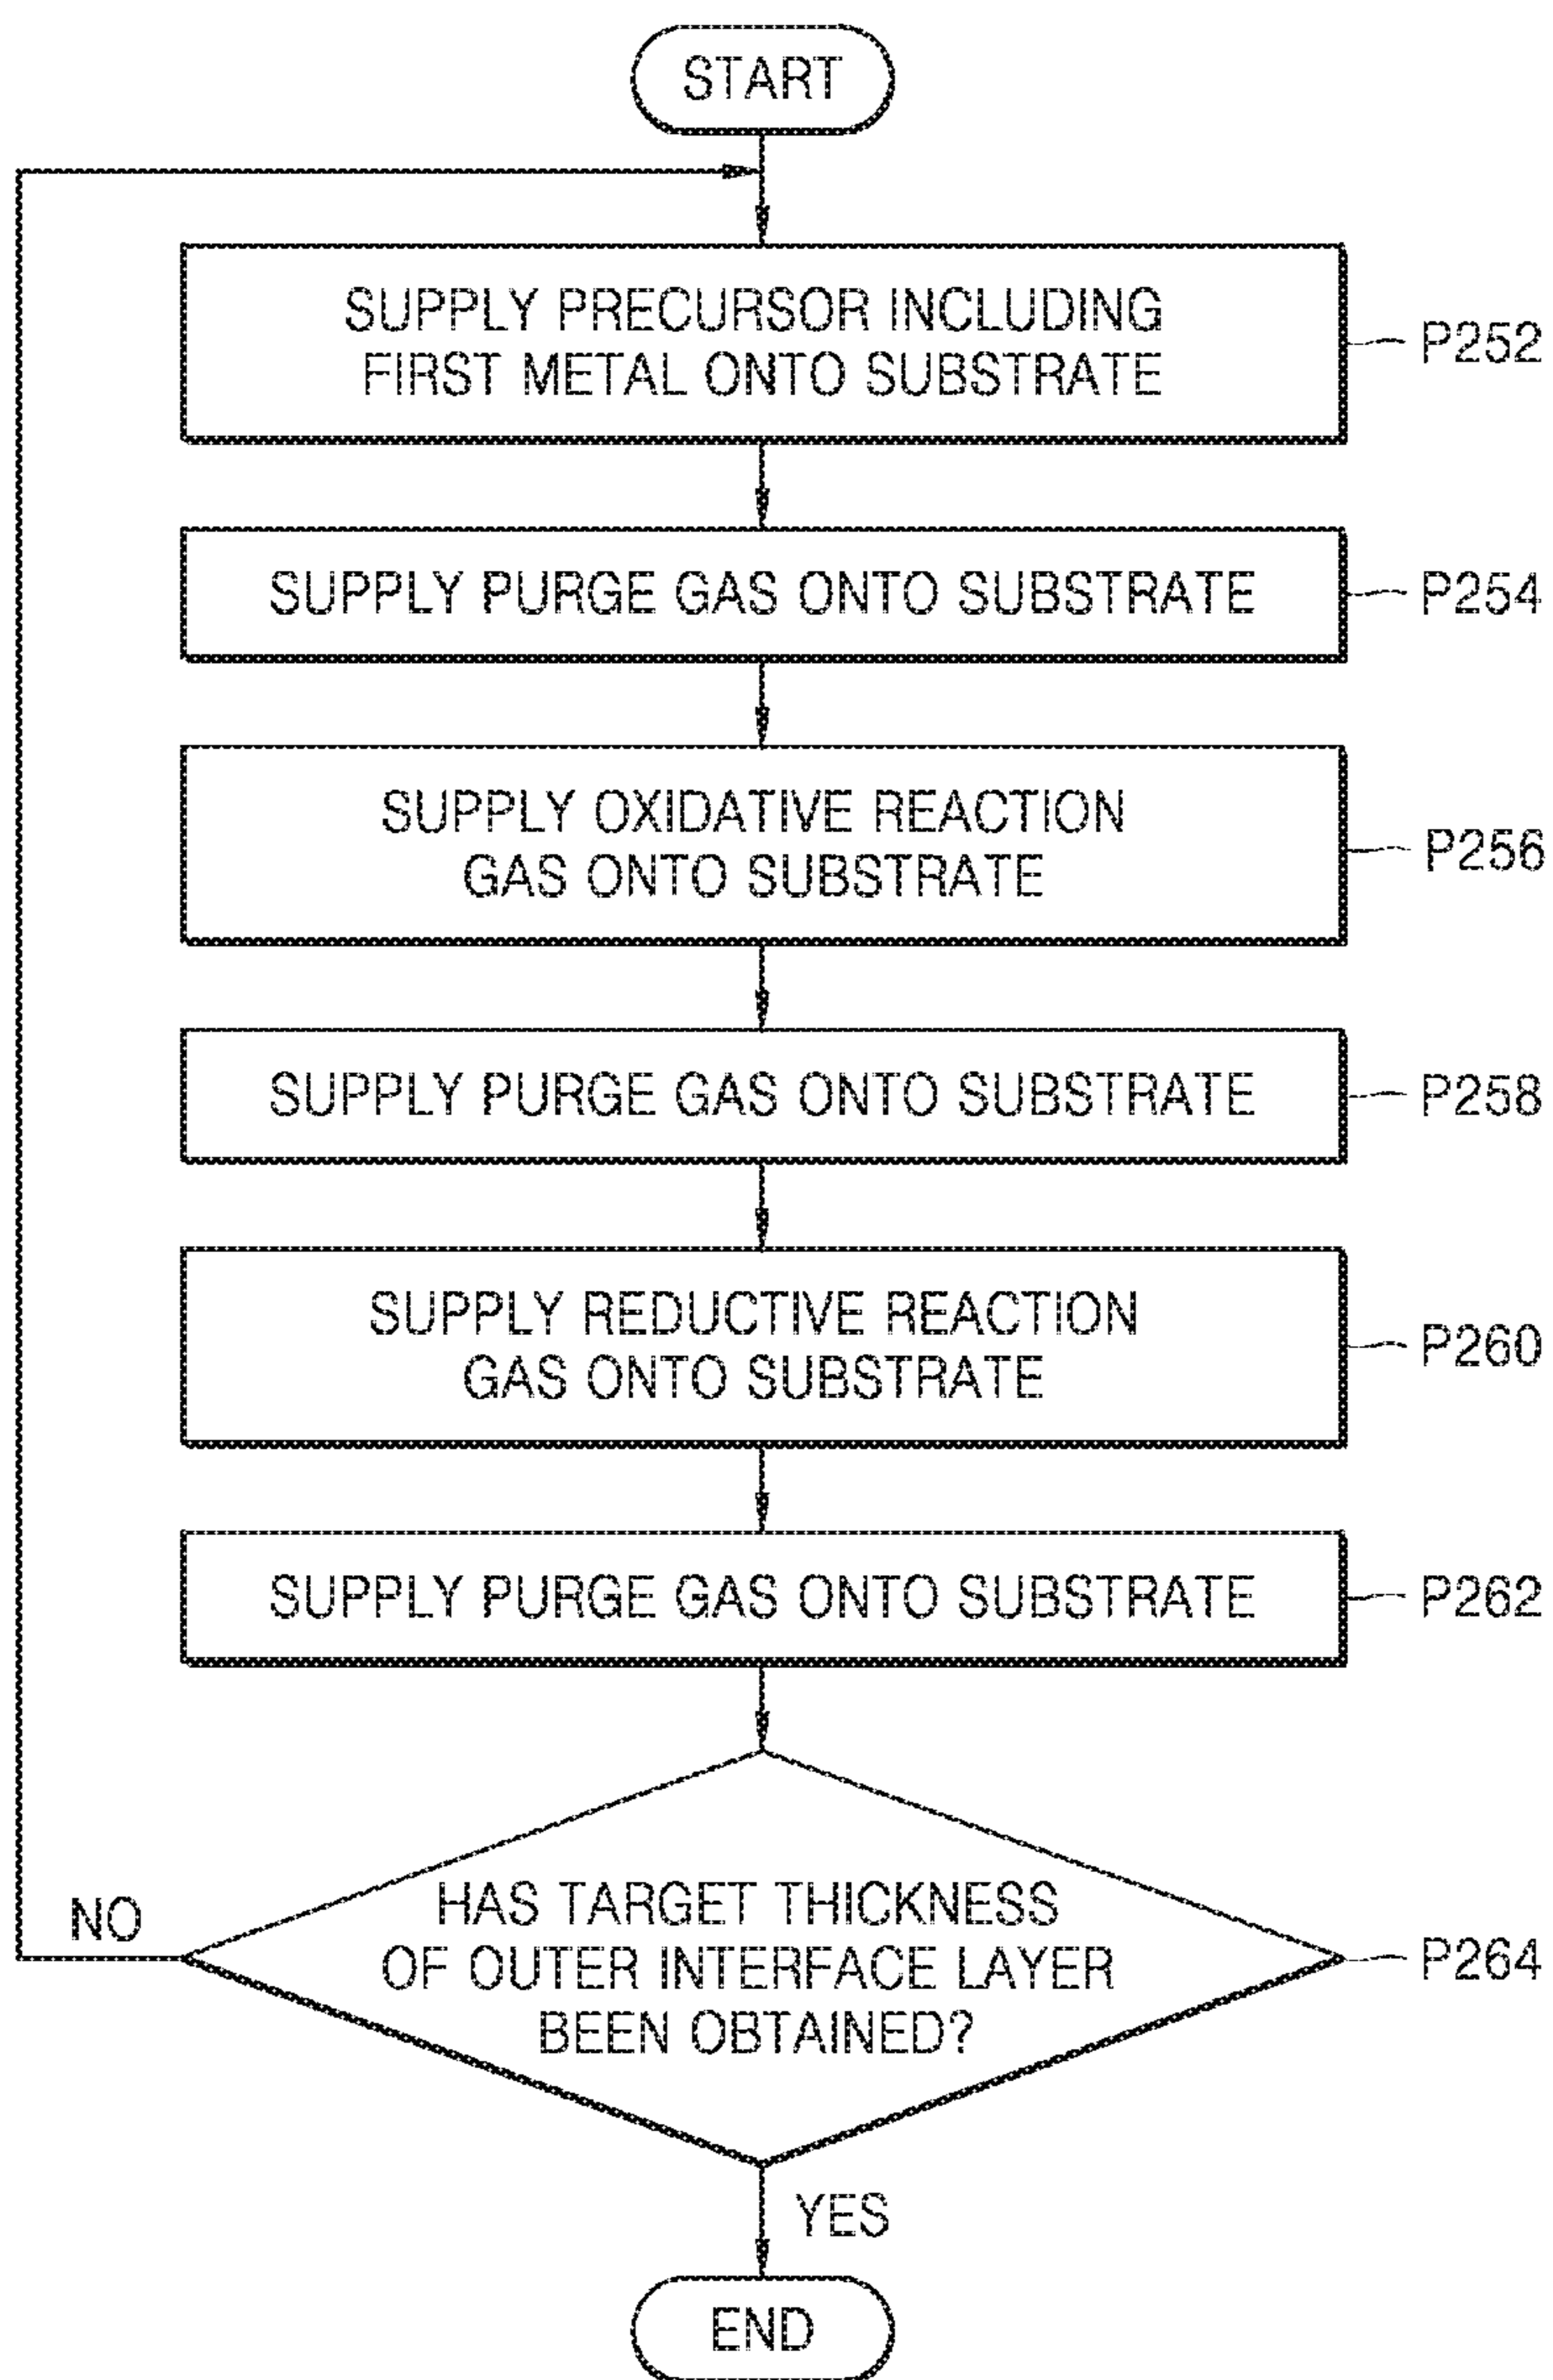 START
SUPPLY PRECURSOR INCLUDING
FIRST METAL ONTO SUBSTRATE
P252
SUPPLY PURGE GAS ONTO SUBSTRATE
P254
SUPPLY OXIDATIVE REACTION
GAS ONTO SUBSTRATE
P256
SUPPLY PURGE GAS ONTO SUBSTRATE
P258
SUPPLY REDUCTIVE REACTION
GAS ONTO SUBSTRATE
P260
SUPPLY PURGE GAS ONTO SUBSTRATE
P262
HAS TARGET THICKNESS
OF OUTER INTERFACE LAYER
BEEN OBTAINED?
P264
NO
YES
END